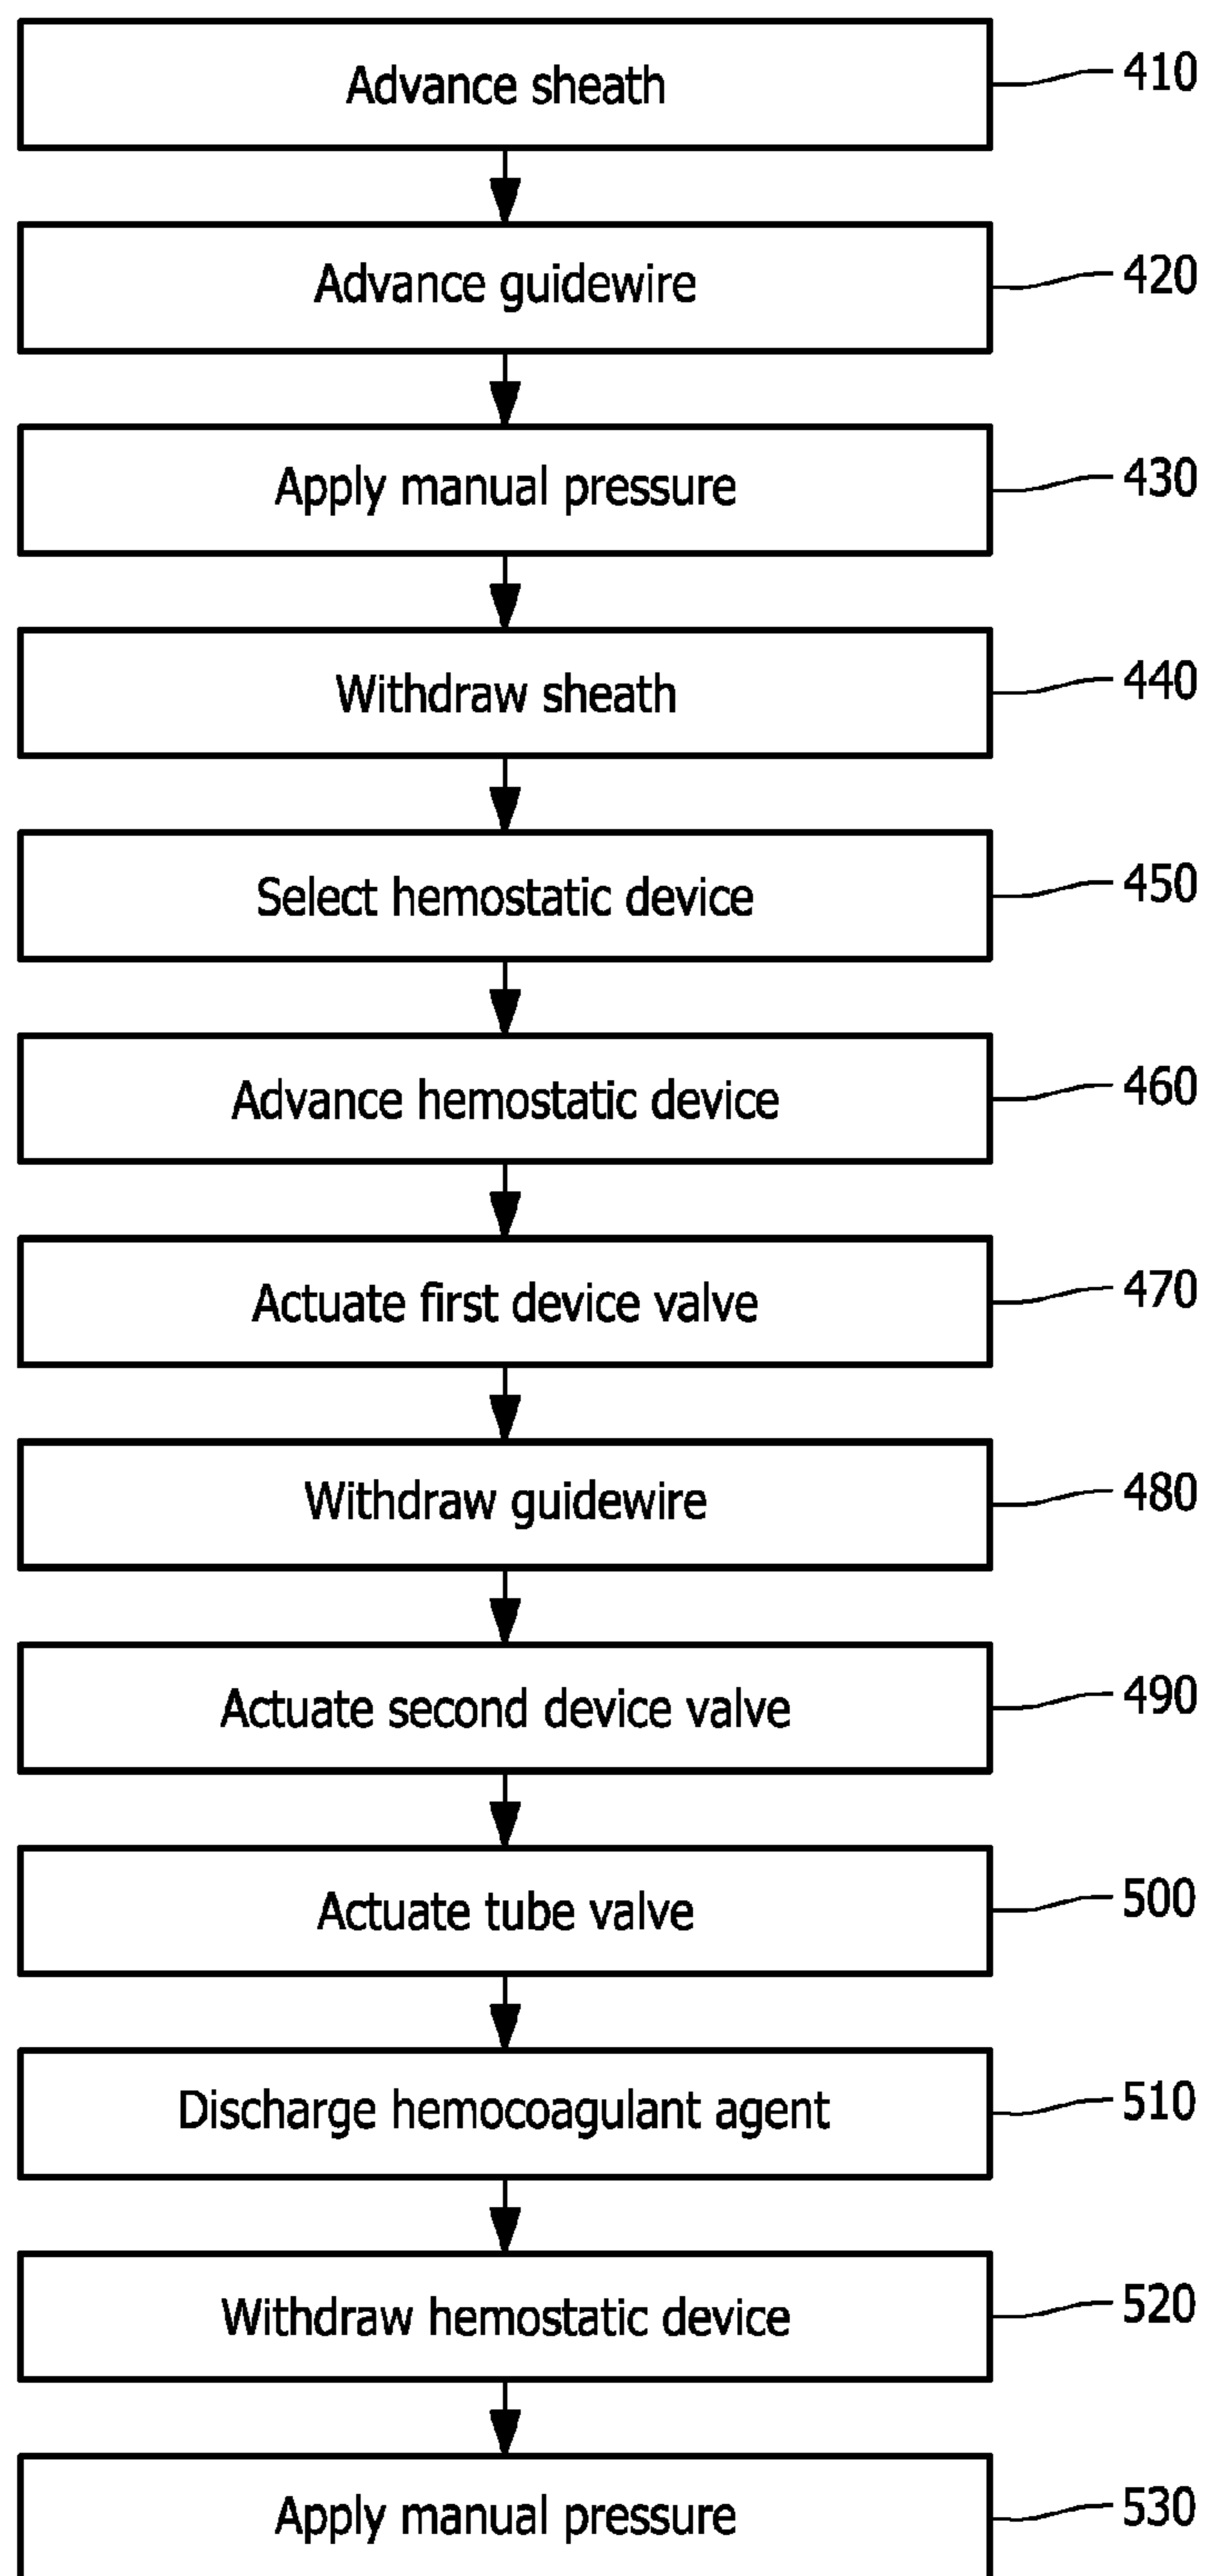 Advance sheath 410
Advance guidewire 420
Apply manual pressure 430
Withdraw sheath 440
Select hemostatic device 450
Advance hemostatic device 460
Actuate first device valve 470
Withdraw guidewire 480
Actuate second device valve 490
Actuate tube valve 500
Discharge hemocoagulant agent 510
Withdraw hemostatic device 520
Apply manual pressure 530